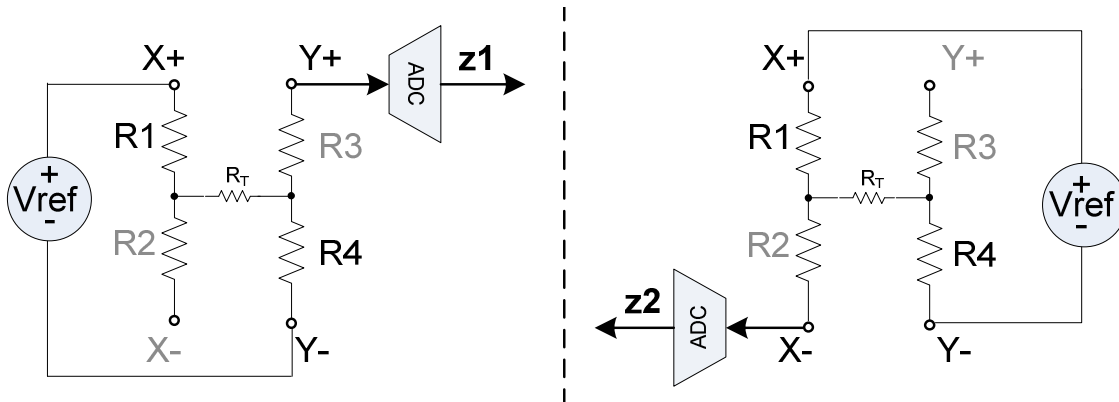 X+
Y+
ADC
z1
R1
R3
RT
+
Vref
-
R2
R4
X-
Y-
X+
Y+
R1
R3
RT
+
Vref
-
R2
R4
z2
ADC
X-
Y-